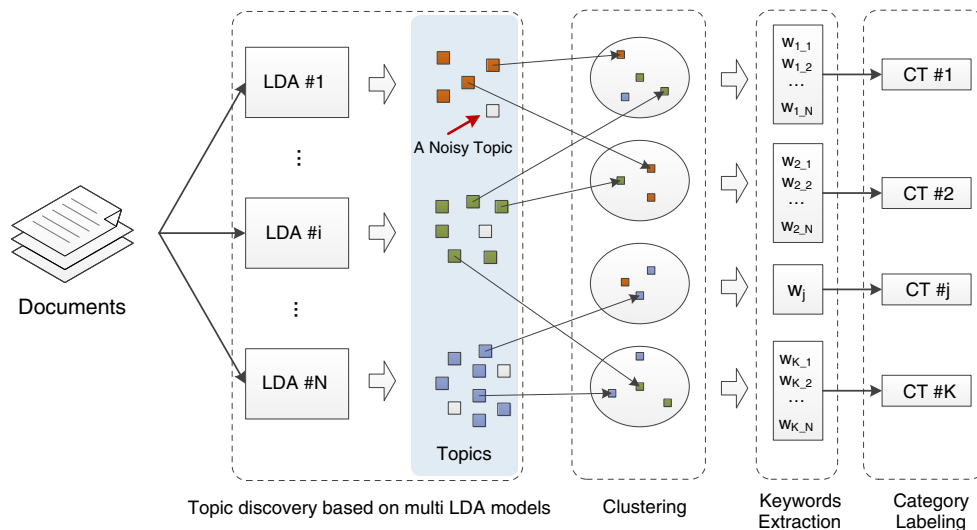 Documents
LDA #1
⋮
LDA #i
⋮
LDA #N
A Noisy Topic
Topics
Topic discovery based on multi LDA models
Clustering
w1_1
w1_2
...
w1_N
w2_1
w2_2
...
w2_N
wj
wK_1
wK_2
...
wK_N
Keywords
Extraction
CT #1
CT #2
CT #j
CT #K
Category
Labeling